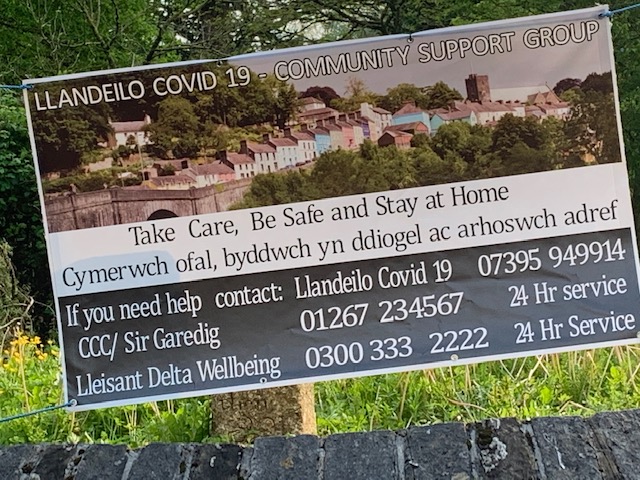 LLANDEILO COVID 19 - COMMUNITY SUPPORT GROUP
Take Care, Be Safe and Stay at Home
Cymerwch ofal, byddwch yn ddiogel ac arhoswch adref
If you need help contact: Llandeilo Covid 19 07395 949914
CCC/ Sir Garedig 01267 234567 24 Hr service
Lleisant Delta Wellbeing 0300 333 2222 24 Hr Service